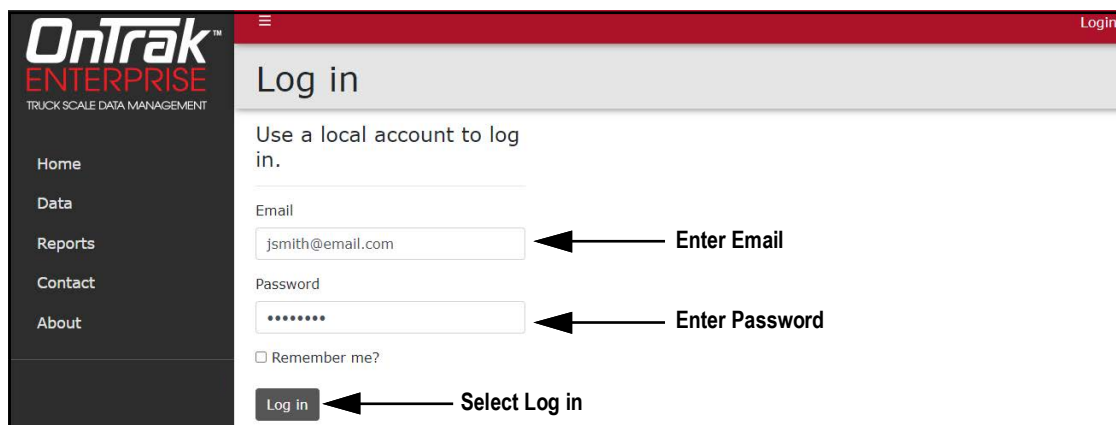 OnTrak™
ENTERPRISE
TRUCK SCALE DATA MANAGEMENT
Home
Data
Reports
Contact
About
Login
Log in
Use a local account to log
in.
Email
jsmith@email.com
Enter Email
Password
••••••••
Enter Password
Remember me?
Log in
Select Log in